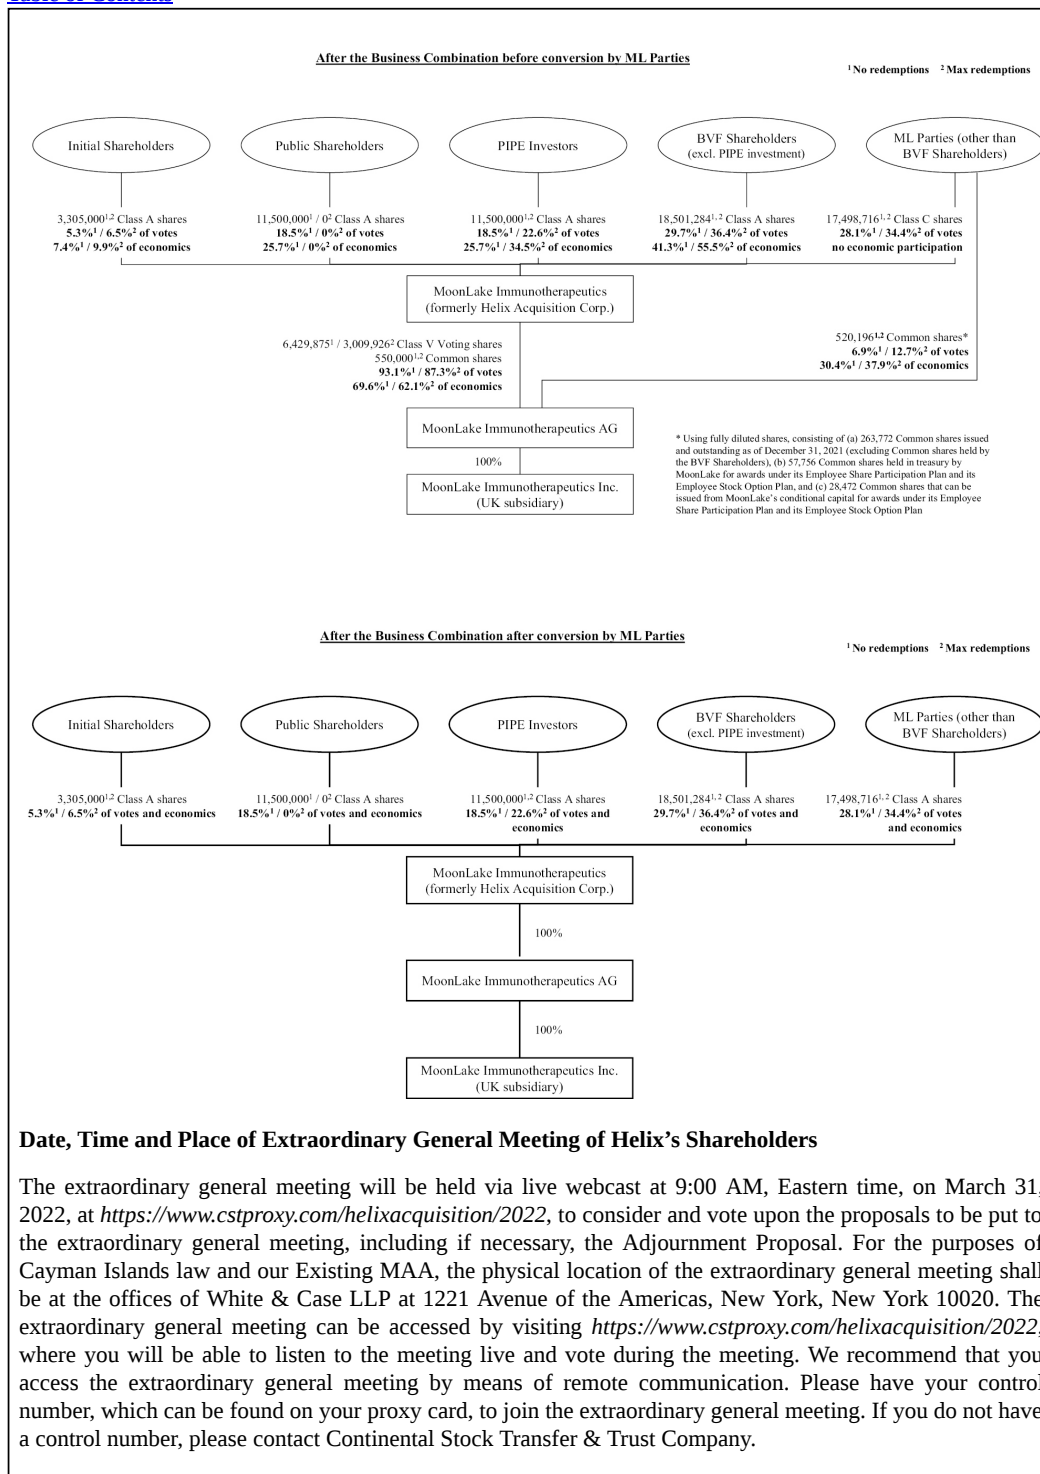 Table of Contents
After the Business Combination before conversion by ML Parties
¹ No redemptions ² Max redemptions
Initial Shareholders
Public Shareholders
PIPE Investors
BVF Shareholders
(excl. PIPE investment)
ML Parties (other than
BVF Shareholders)
3,305,000¹,² Class A shares
5.3%¹ / 6.5%² of votes
7.4%¹ / 9.9%² of economics
11,500,000¹ / 0² Class A shares
18.5%¹ / 0%² of votes
25.7%¹ / 0% of economics
11,500,000¹,² Class A shares
18.5%¹ / 22.6%² of votes
25.7%¹ / 34.5% of economics
18,501,284¹, ² Class A shares
29.7%¹ / 36.4%² of votes
41.3%¹ / 55.5% of economics
17,498,716¹, ² Class C shares
28.1%¹ / 34.4%² of votes
no economic participation
MoonLake Immunotherapeutics
(formerly Helix Acquisition Corp.)
6,429,875¹ / 3,009,926² Class V Voting shares
550,000¹,² Common shares
93.1%¹ / 87.3%² of votes
69.6%¹ / 62.1%² of economics
520,196¹,² Common shares*
6.9%¹ / 12.7%² of votes
30.4%¹ / 37.9%² of economics
MoonLake Immunotherapeutics AG
100%
MoonLake Immunotherapeutics Inc.
(UK subsidiary)
* Using fully diluted shares, consisting of (a) 263,772 Common shares issued
and outstanding as of December 31, 2021 (excluding Common shares held by
the BVF Shareholders), (b) 57,756 Common shares held in treasury by
MoonLake for awards under its Employee Share Participation Plan and its
Employee Stock Option Plan, and (c) 28,472 Common shares that can be
issued from MoonLake's conditional capital for awards under its Employee
Share Participation Plan and its Employee Stock Option Plan
After the Business Combination after conversion by ML Parties
¹ No redemptions ² Max redemptions
Initial Shareholders
Public Shareholders
PIPE Investors
BVF Shareholders
(excl. PIPE investment)
ML Parties (other than
BVF Shareholders)
3,305,000¹,² Class A shares
5.3%¹ / 6.5%² of votes and economics
11,500,000¹ / 0² Class A shares
18.5%¹ / 0%² of votes and economics
11,500,000¹,² Class A shares
18.5%¹ / 22.6%² of votes and
economics
18,501,284¹, ² Class A shares
29.7%¹ / 36.4%² of votes and
economics
17,498,716¹, ² Class A shares
28.1%¹ / 34.4%² of votes
and economics
MoonLake Immunotherapeutics
(formerly Helix Acquisition Corp.)
100%
MoonLake Immunotherapeutics AG
100%
MoonLake Immunotherapeutics Inc.
(UK subsidiary)
Date, Time and Place of Extraordinary General Meeting of Helix's Shareholders
The extraordinary general meeting will be held via live webcast at 9:00 AM, Eastern time, on March 31,
2022, at https://www.cstproxy.com/helixacquisition/2022, to consider and vote upon the proposals to be put to
the extraordinary general meeting, including if necessary, the Adjournment Proposal. For the purposes of
Cayman Islands law and our Existing MAA, the physical location of the extraordinary general meeting shall
be at the offices of White & Case LLP at 1221 Avenue of the Americas, New York, New York 10020. The
extraordinary general meeting can be accessed by visiting https://www.cstproxy.com/helixacquisition/2022,
where you will be able to listen to the meeting live and vote during the meeting. We recommend that you
access the extraordinary general meeting by means of remote communication. Please have your control
number, which can be found on your proxy card, to join the extraordinary general meeting. If you do not have
a control number, please contact Continental Stock Transfer & Trust Company.